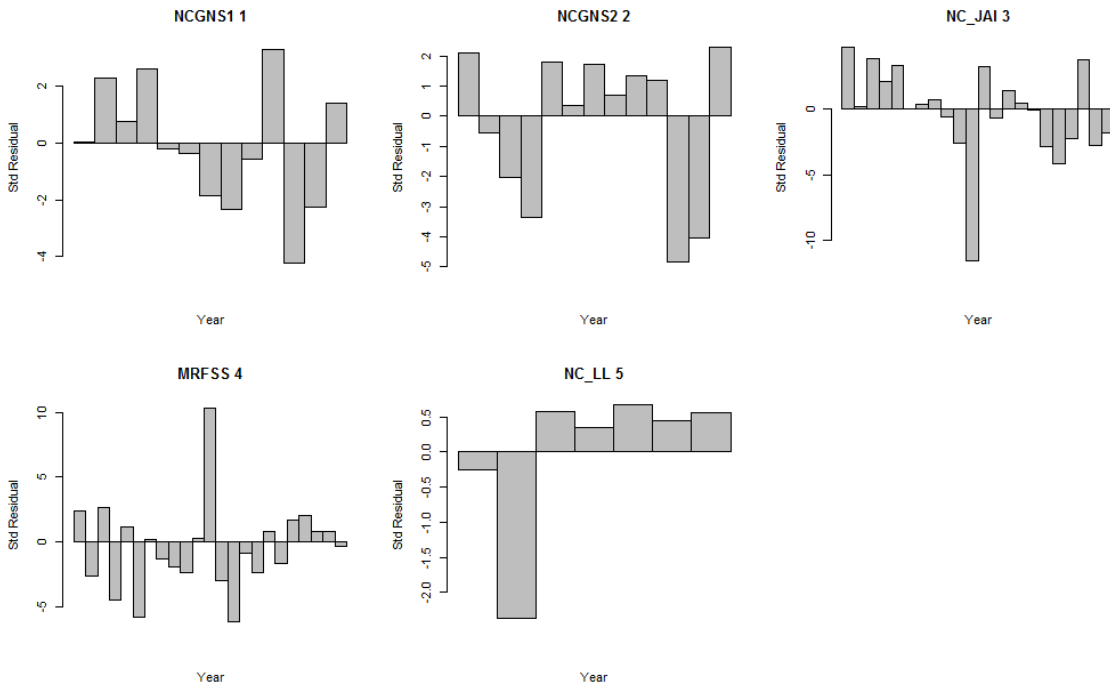 NCGNS1 1
Std Residual
2
0
-2
-4
Year
NCGNS2 2
Std Residual
2
1
0
-1
-2
-3
-4
-5
Year
NC_JAI 3
Std Residual
0
-5
-10
Year
MRFSS 4
Std Residual
10
5
0
-5
Year
NC_LL 5
Std Residual
0.5
0.0
-0.5
-1.0
-1.5
-2.0
Year